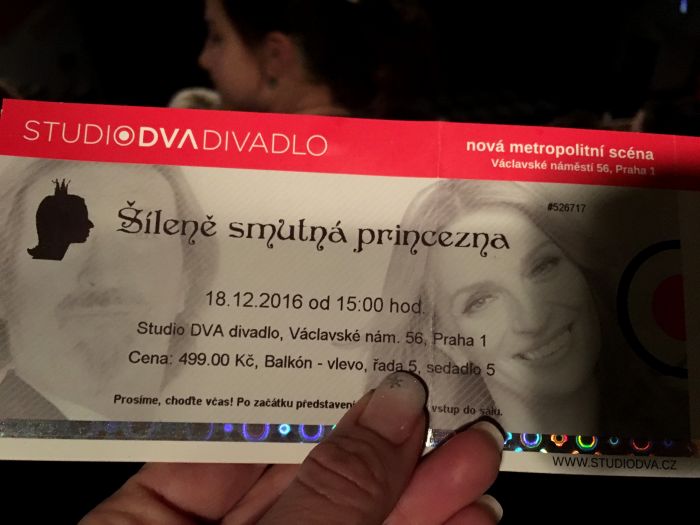 STUDIODVADIVADLO
nová metropolitní scéna
Václavské náměstí 56, Praha 1
#526717
Šíleně smutná princezna
18.12.2016 od 15:00 hod.
Studio DVA divadlo, Václavské nám. 56, Praha 1
Cena: 499.00 Kč, Balkón - vlevo, řada 5, sedadlo 5
Prosíme, choďte včas! Po začátku představení vstup do sálu.
WWW.STUDIODVA.CZ